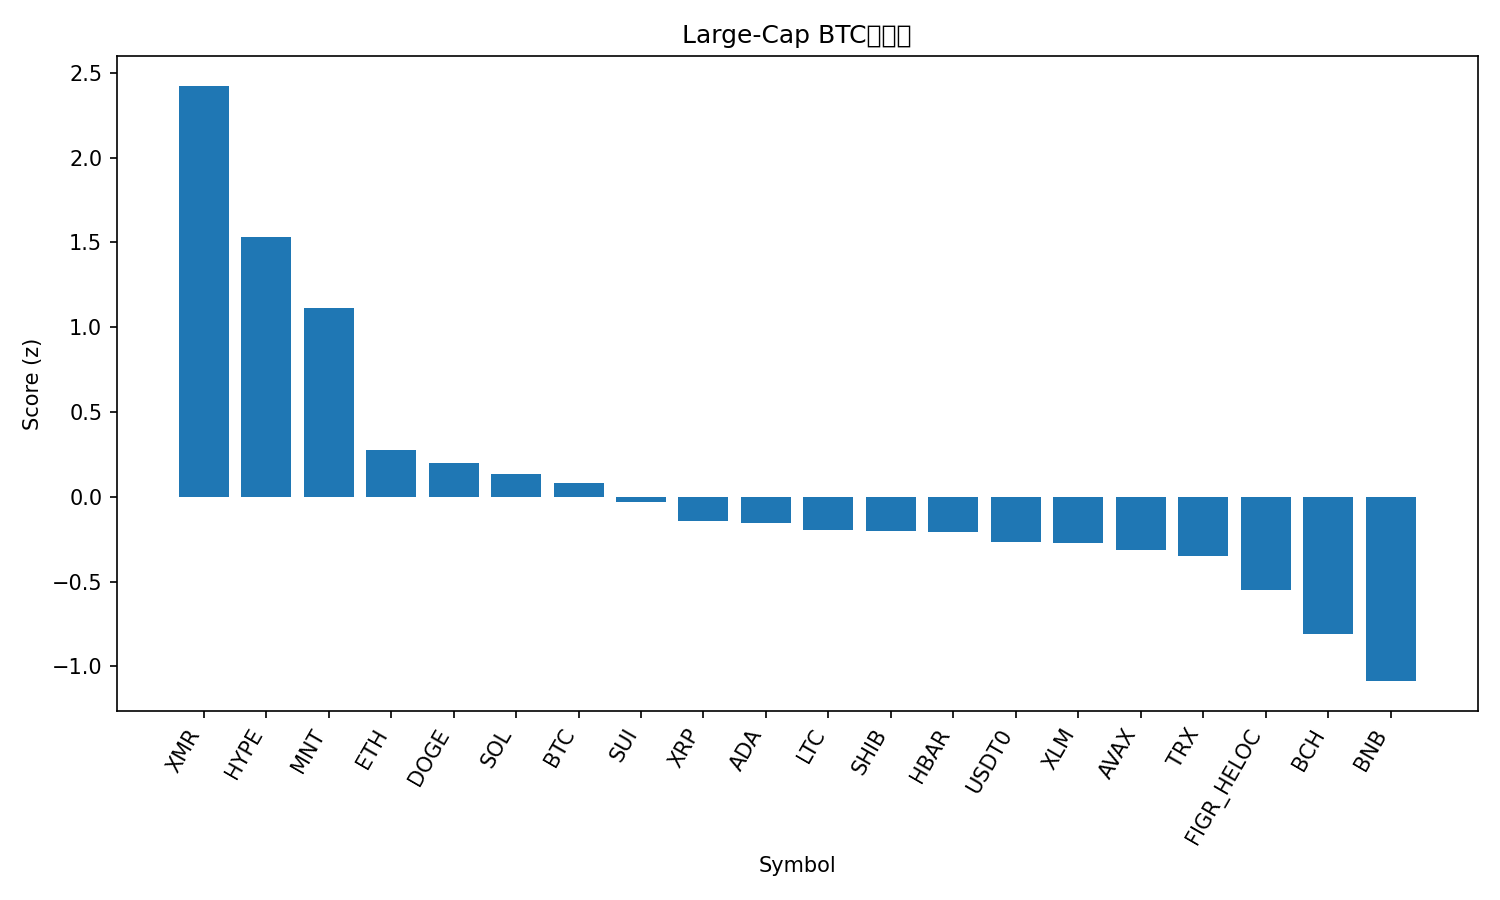 Large-Cap BTC
Score (z)
2.5
2.0
1.5
1.0
0.5
0.0
−0.5
−1.0
XMR
HYPE
MNT
ETH
DOGE
SOL
BTC
SUI
XRP
ADA
LTC
SHIB
HBAR
USDT0
XLM
AVAX
TRX
FIGR_HELOC
BCH
BNB
Symbol